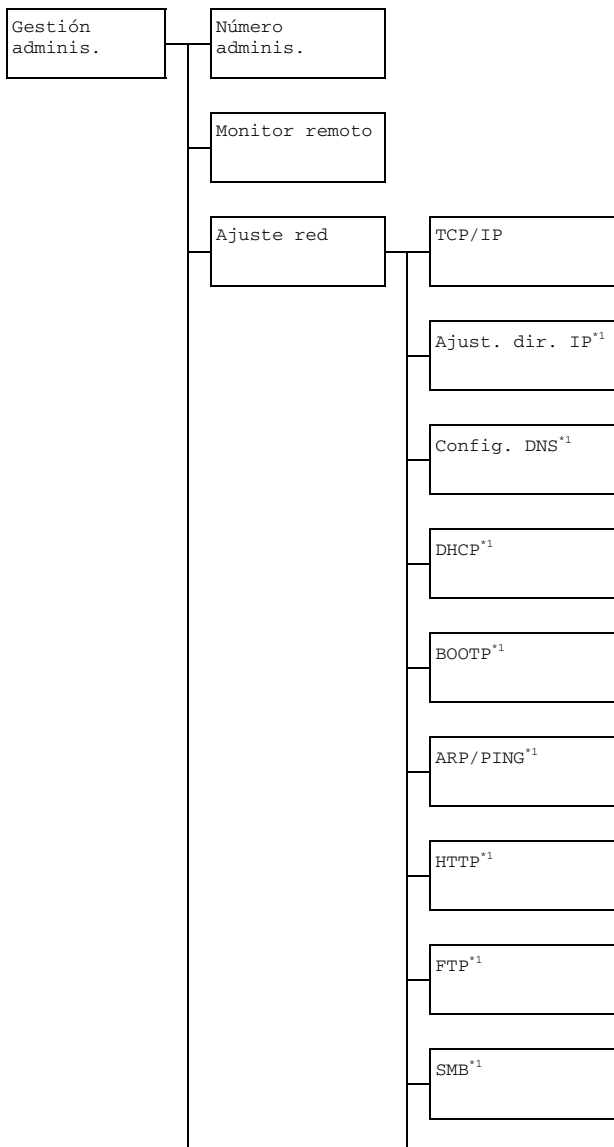 Gestión
adminis.
Número
adminis.
Monitor remoto
Ajuste red
TCP/IP
Ajust. dir. IP*1
Config. DNS*1
DHCP*1
BOOTP*1
ARP/PING*1
HTTP*1
FTP*1
SMB*1